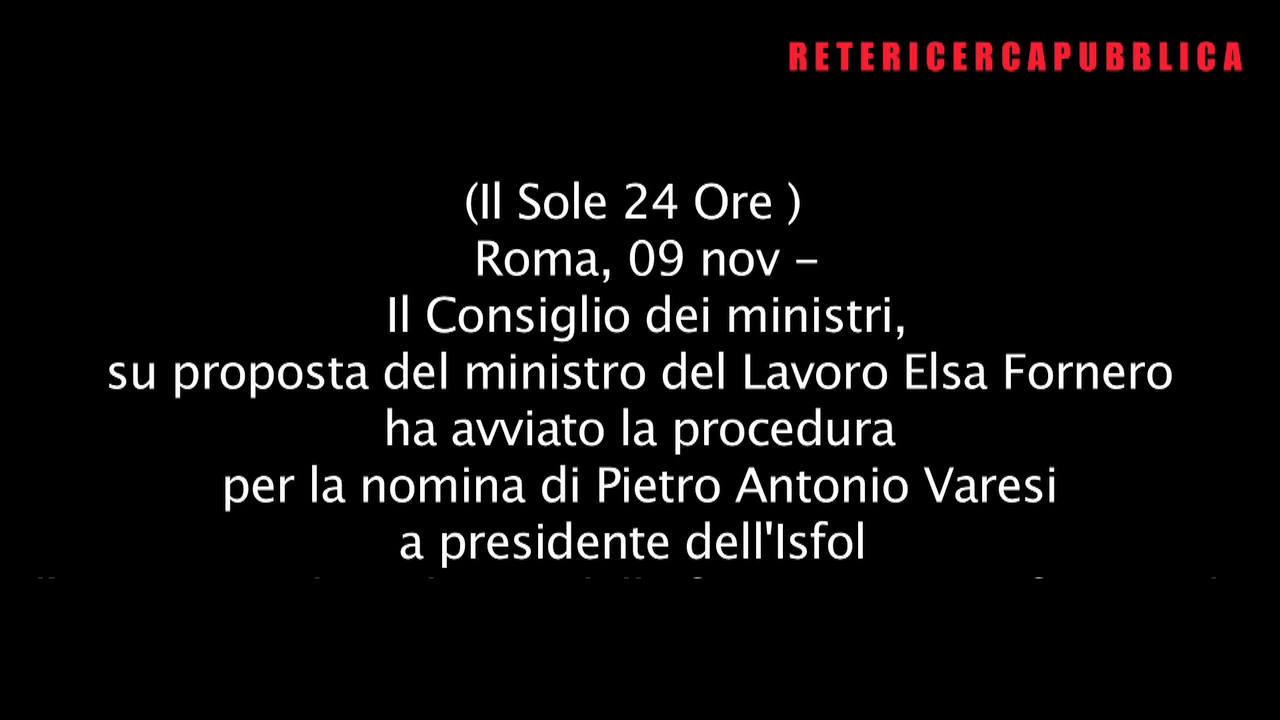 RETERICERCAPUBBLICA
(Il Sole 24 Ore )
Roma, 09 nov –
Il Consiglio dei ministri,
su proposta del ministro del Lavoro Elsa Fornero
ha avviato la procedura
per la nomina di Pietro Antonio Varesi
a presidente dell'Isfol